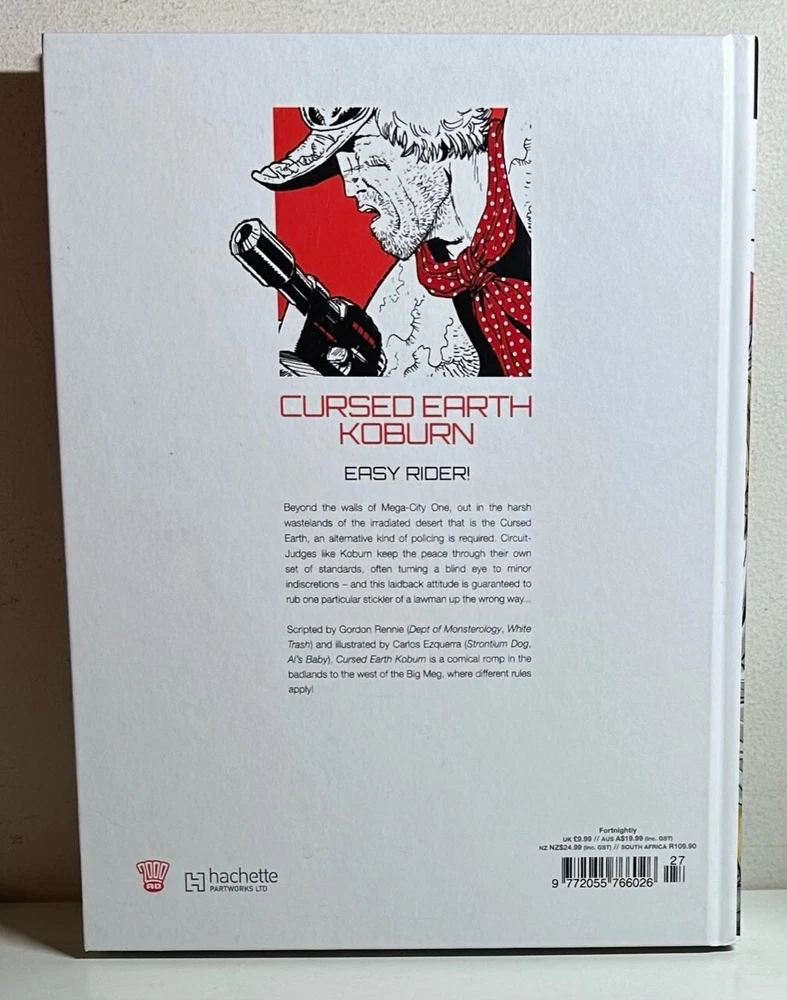 CURSED EARTH
KOBURN
EASY RIDER!
Beyond the walls of Mega-City One, out in the harsh
wastelands of the irradiated desert that is the Cursed
Earth, an alternative kind of policing is required. Circuit-
Judges like Koburn keep the peace through their own
set of standards, often turning a blind eye to minor
indiscretions – and this laidback attitude is guaranteed to
rub one particular stickler of a lawman up the wrong way...
Scripted by Gordon Rennie (Dept of Monsterology, White
Trash) and illustrated by Carlos Ezquerra (Strontium Dog,
Al's Baby), Cursed Earth Koburn is a comical romp in the
badlands to the west of the Big Meg, where different rules
apply!
Fortnightly
UK £9.99 // AUS A$19.99 (inc. GST)
NZ NZ$24.99 (inc. GST) // SOUTH AFRICA R109.90
27
9 772055 766026
2000
AD
hachette
PARTWORKS LTD